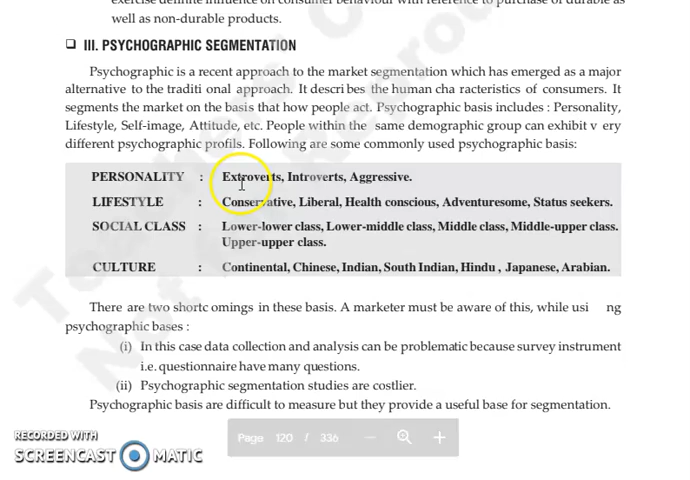 exercise definite influence on consumer behaviour with reference to purchase of durable as
well as non-durable products.
❑ III. PSYCHOGRAPHIC SEGMENTATION
Psychographic is a recent approach to the market segmentation which has emerged as a major
alternative to the traditi onal approach. It descri bes the human cha racteristics of consumers. It
segments the market on the basis that how people act. Psychographic basis includes : Personality,
Lifestyle, Self-image, Attitude, etc. People within the same demographic group can exhibit v ery
different psychographic profils. Following are some commonly used psychographic basis:
PERSONALITY : Extroverts, Introverts, Aggressive.
LIFESTYLE : Conservative, Liberal, Health conscious, Adventuresome, Status seekers.
SOCIAL CLASS : Lower-lower class, Lower-middle class, Middle class, Middle-upper class.
Upper-upper class.
CULTURE : Continental, Chinese, Indian, South Indian, Hindu , Japanese, Arabian.
There are two shortc omings in these basis. A marketer must be aware of this, while usi ng
psychographic bases :
(i) In this case data collection and analysis can be problematic because survey instrument
i.e. questionnaire have many questions.
(ii) Psychographic segmentation studies are costlier.
Psychographic basis are difficult to measure but they provide a useful base for segmentation.
Page 120 / 336 − +
RECORDED WITH
SCREENCAST MATIC